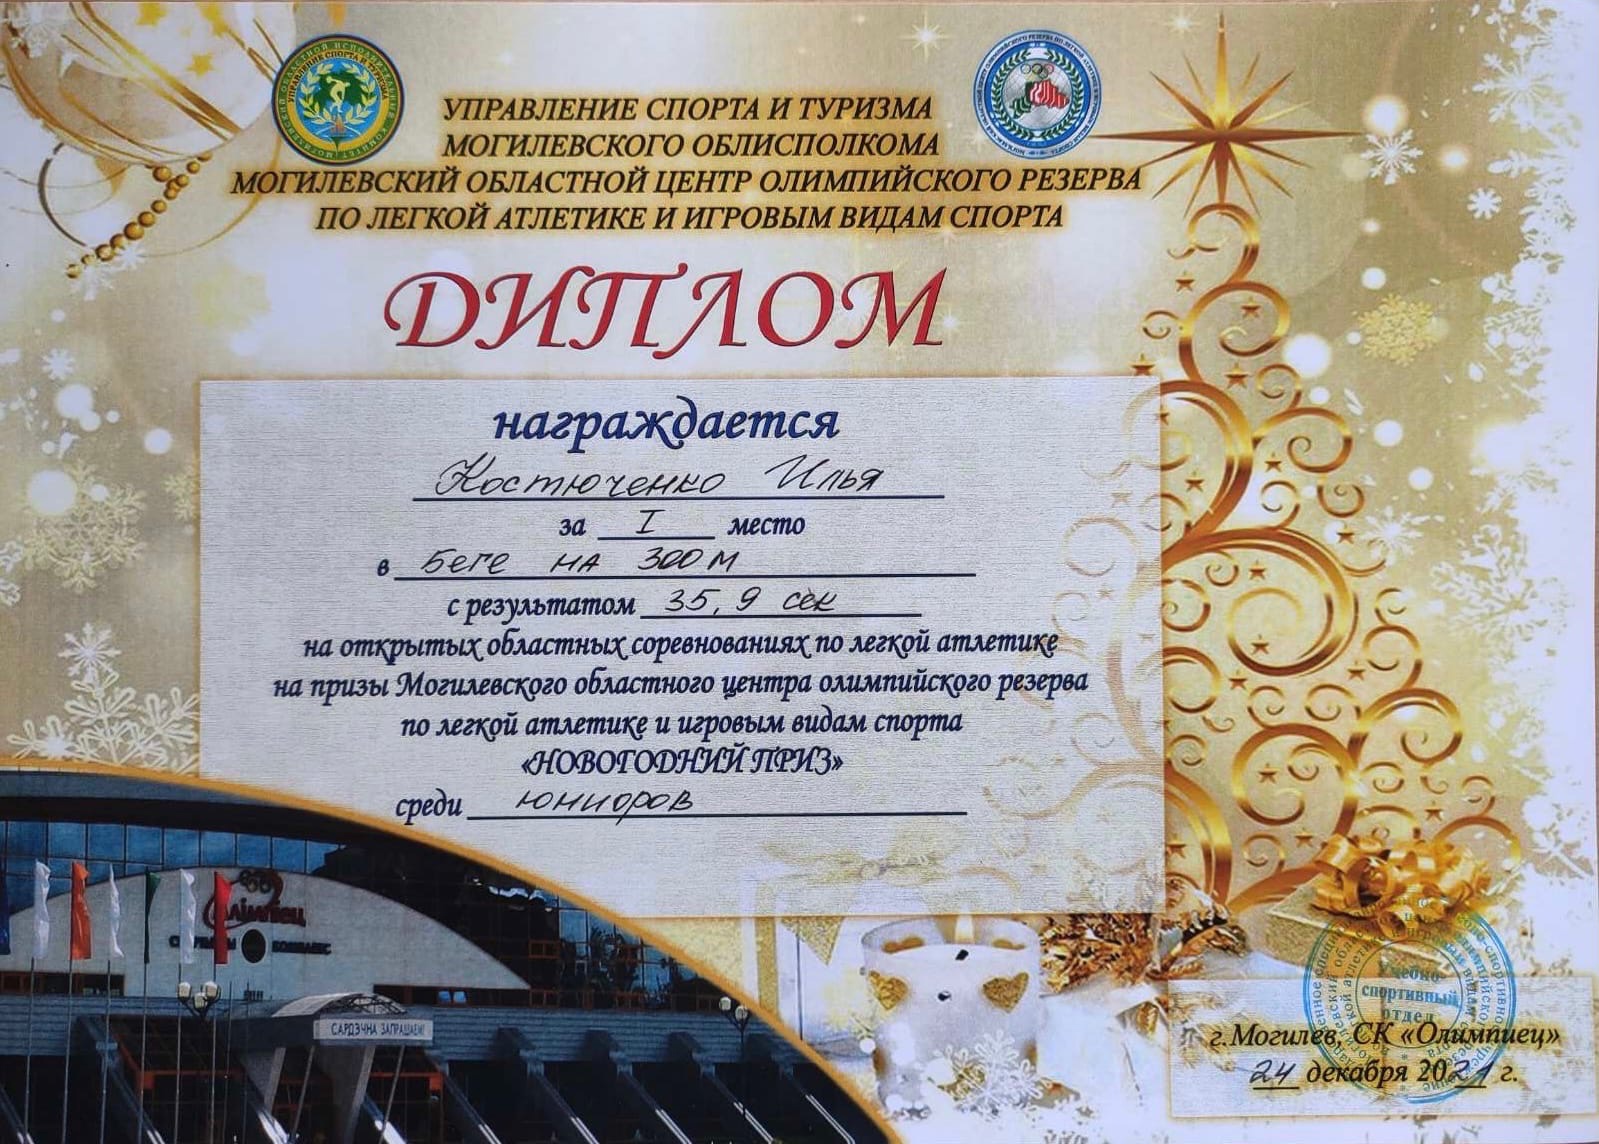 УПРАВЛЕНИЕ СПОРТА И ТУРИЗМА
МОГИЛЕВСКОГО ОБЛИСПОЛКОМА
МОГИЛЕВСКИЙ ОБЛАСТНОЙ ЦЕНТР ОЛИМПИЙСКОГО РЕЗЕРВА
ПО ЛЕГКОЙ АТЛЕТИКЕ И ИГРОВЫМ ВИДАМ СПОРТА
ДИПЛОМ
награждается
Костюченко Илья
за I место
в беге на 300 м
с результатом 35,9 сек
на открытых областных соревнованиях по легкой атлетике
на призы Могилевского областного центра олимпийского резерва
по легкой атлетике и игровым видам спорта
«НОВОГОДНИЙ ПРИЗ»
среди юниоров
САРДЭЧНА ЗАПРАШАЕМ!
Учебно-
спортивный
отдел
г.Могилев, СК «Олимпиец»
24 декабря 2021 г.